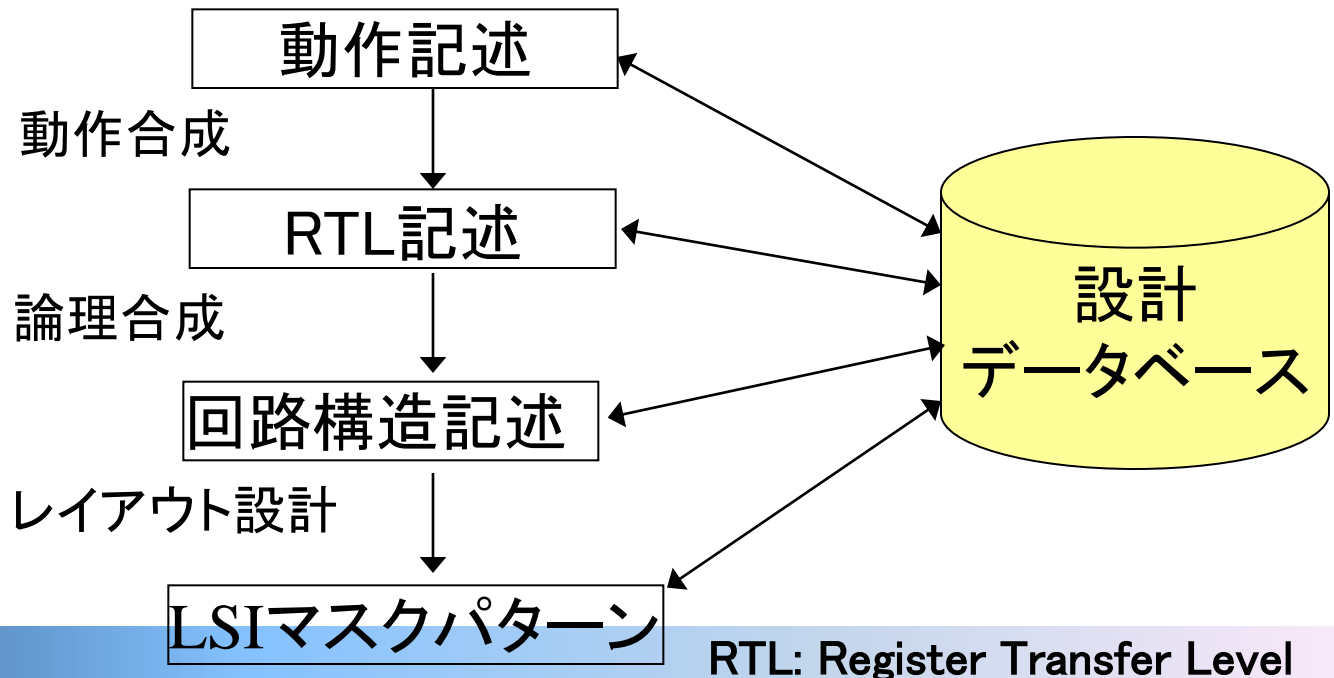 動作記述
動作合成
RTL記述
論理合成
回路構造記述
レイアウト設計
LSIマスクパターン
設計
データベース
RTL: Register Transfer Level